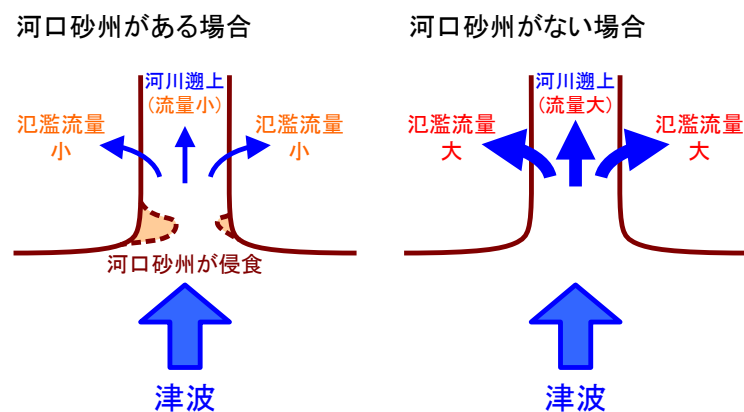 河口砂州がある場合
河川遡上
(流量小)
氾濫流量
小
氾濫流量
小
河口砂州が侵食
津波
河口砂州がない場合
河川遡上
(流量大)
氾濫流量
大
氾濫流量
大
津波